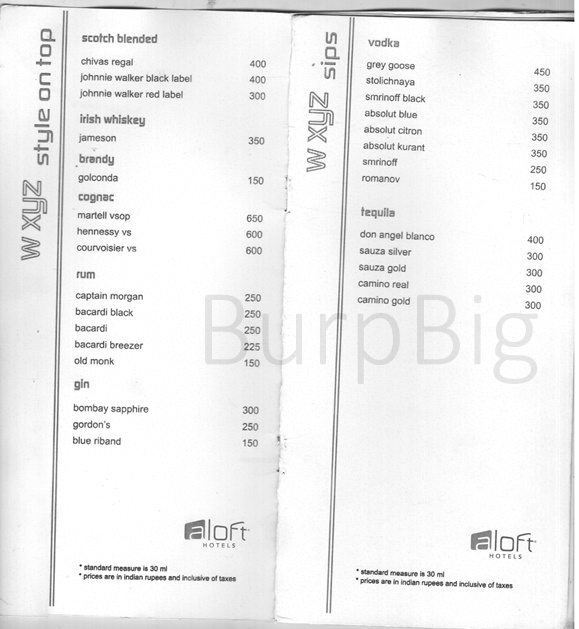 w xyz style on top
scotch blended
chivas regal 400
johnnie walker black label 400
johnnie walker red label 300
irish whiskey
jameson 350
brandy
golconda 150
cognac
martell vsop 650
hennessy vs 600
courvoisier vs 600
rum
captain morgan 250
bacardi black 250
bacardi 250
bacardi breezer 225
old monk 150
gin
bombay sapphire 300
gordon's 250
blue riband 150
aloft
HOTELS
* standard measure is 30 ml
* prices are in indian rupees and inclusive of taxes
w xyz sips
vodka
grey goose 450
stolichnaya 350
smrinoff black 350
absolut blue 350
absolut citron 350
absolut kurant 350
smrinoff 250
romanov 150
tequila
don angel blanco 400
sauza silver 300
sauza gold 300
camino real 300
camino gold 300
aloft
HOTELS
* standard measure is 30 ml
* prices are in indian rupees and inclusive of taxes
BurpBig